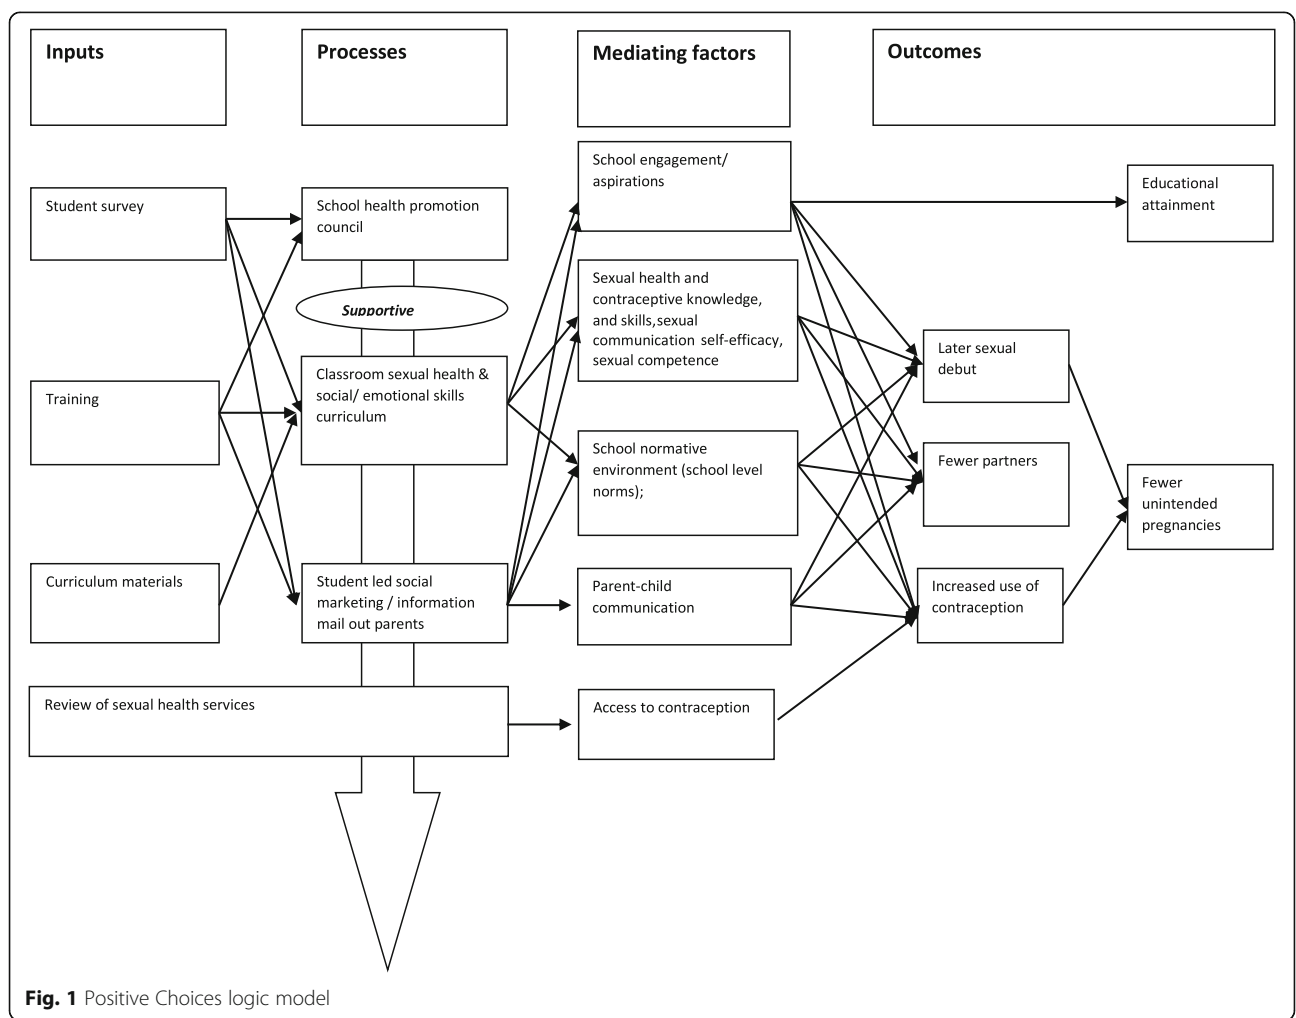 Inputs
Processes
Mediating factors
Outcomes
Student survey
Training
Curriculum materials
Review of sexual health services
School health promotion
council
Supportive
Classroom sexual health &
social/ emotional skills
curriculum
Student led social
marketing / information
mail out parents
School engagement/
aspirations
Sexual health and
contraceptive knowledge,
and skills,sexual
communication self-efficacy,
sexual competence
School normative
environment (school level
norms);
Parent-child
communication
Access to contraception
Later sexual
debut
Fewer partners
Increased use of
contraception
Educational
attainment
Fewer
unintended
pregnancies
Fig. 1 Positive Choices logic model